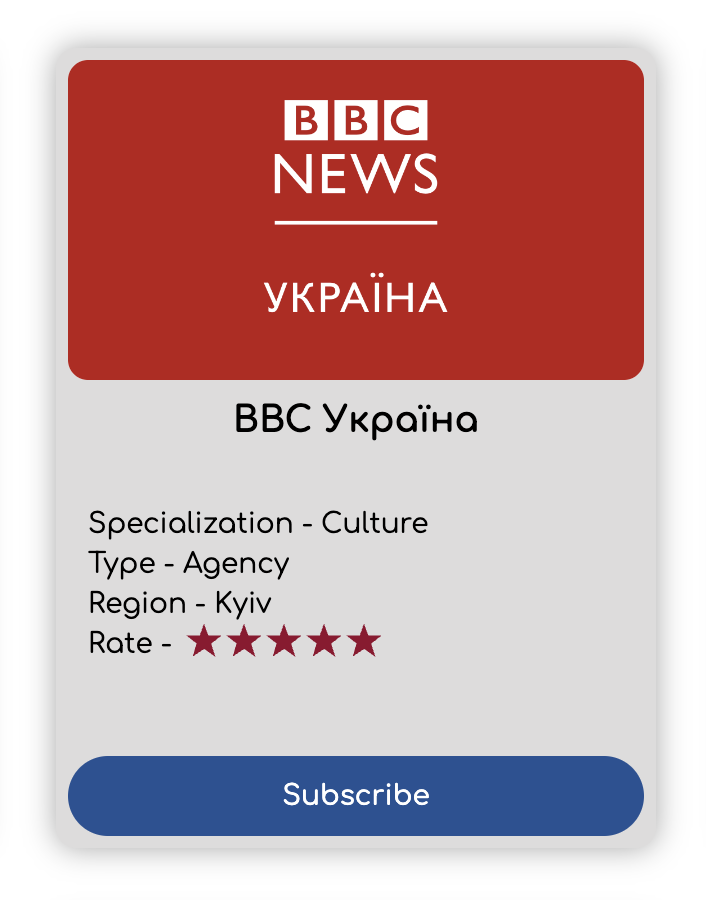 BBC
NEWS
УКРАЇНА
BBC Україна
Specialization - Culture
Type - Agency
Region - Kyiv
Rate - ★★★★★
Subscribe